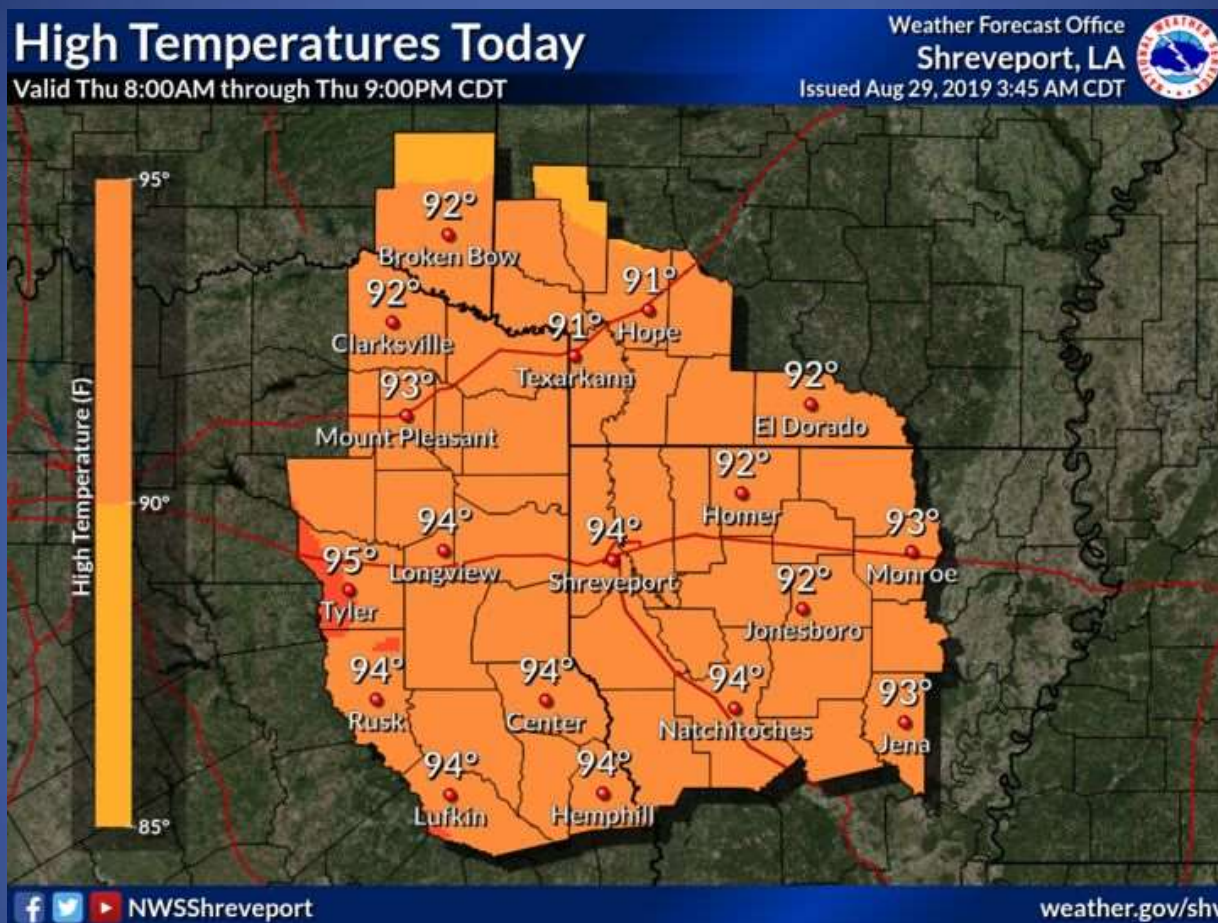 High Temperatures Today
Valid Thu 8:00AM through Thu 9:00PM CDT
Weather Forecast Office
Shreveport, LA
Issued Aug 29, 2019 3:45 AM CDT
NATIONAL WEATHER SERVICE
High Temperature (F)
95°
90°
85°
92°
Broken Bow
92°
Clarksville
91°
Hope
91°
Texarkana
93°
Mount Pleasant
92°
El Dorado
92°
Homer
94°
Longview
94°
Shreveport
93°
Monroe
95°
Tyler
92°
Jonesboro
94°
Rusk
94°
Center
94°
Natchitoches
93°
Jena
94°
Lufkin
94°
Hemphill
NWSShreveport
weather.gov/shv